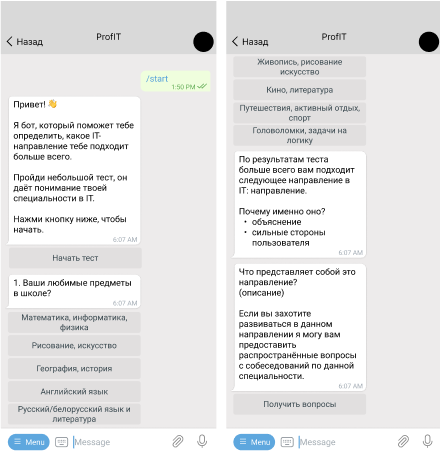 Назад
ProfIT
/start
1:50 PM
Привет! 👋
Я бот, который поможет тебе
определить, какое IT-
направление тебе подходит
больше всего.
Пройди небольшой тест, он
даёт понимание твоей
специальности в IT.
Нажми кнопку ниже, чтобы
начать.
6:07 AM
Начать тест
1. Ваши любимые предметы
в школе?
6:07 AM
Математика, информатика,
физика
Рисование, искусство
География, история
Английский язык
Русский/белорусский язык и
литература
Menu
Message
Назад
ProfIT
Живопись, рисование
искусство
Кино, литература
Путешествия, активный отдых,
спорт
Головоломки, задачи на
логику
По результатам теста
больше всего вам подходит
следующее направление в
IT: направление.
Почему именно оно?
• объяснение
• сильные стороны
пользователя
6:07 AM
Что представляет собой это
направление?
(описание)
Если вы захотите
развиваться в данном
направлении я могу вам
предоставить
распространённые вопросы
с собеседований по данной
специальности.
6:07 AM
Получить вопросы
Menu
Message